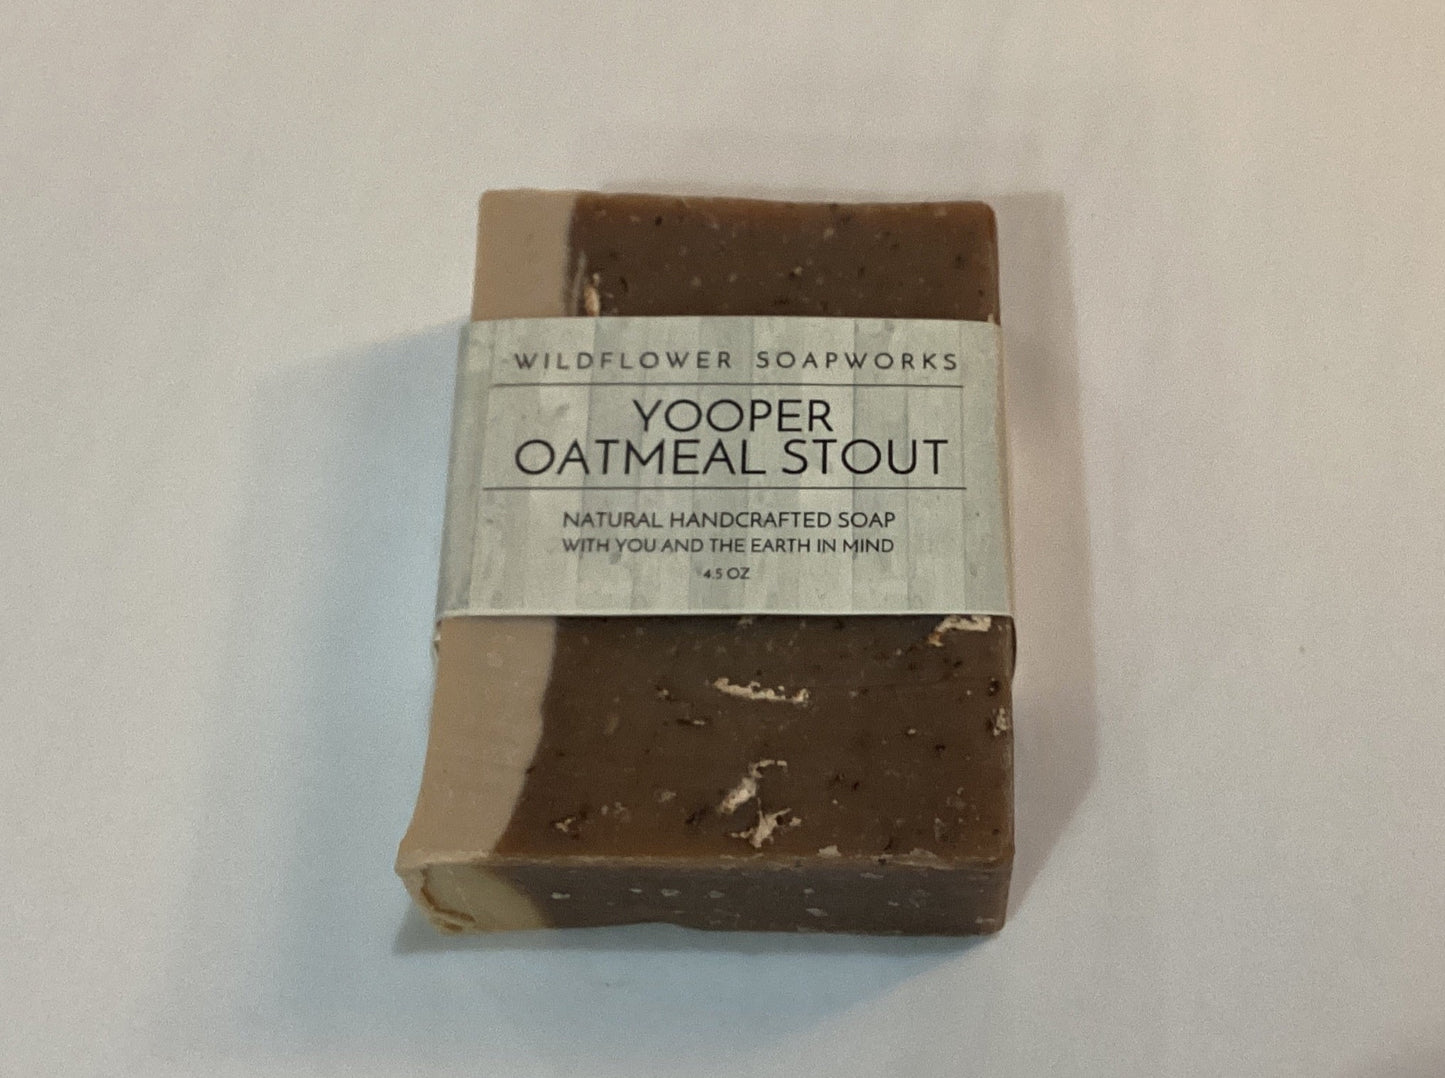 WILDFLOWER SOAPWORKS
YOOPER
OATMEAL STOUT
NATURAL HANDCRAFTED SOAP
WITH YOU AND THE EARTH IN MIND
4.5 OZ